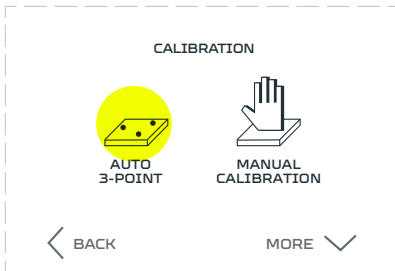 CALIBRATION
AUTO
3-POINT
MANUAL
CALIBRATION
BACK
MORE